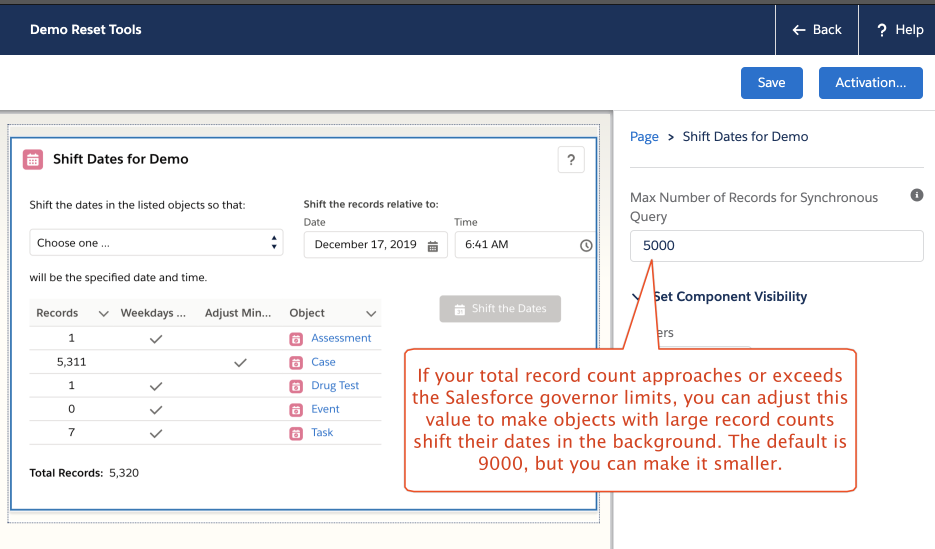 Demo Reset Tools
Back
? Help
Save
Activation...
Page > Shift Dates for Demo
Shift Dates for Demo
?
Max Number of Records for Synchronous
Query
5000
Shift the dates in the listed objects so that:
Shift the records relative to:
Date
Time
Choose one ...
December 17, 2019
6:41 AM
will be the specified date and time.
Set Component Visibility
Shift the Dates
Records
Weekdays ...
Adjust Min...
Object
1
Assessment
5,311
Case
1
Drug Test
0
Event
7
Task
Total Records: 5,320
If your total record count approaches or exceeds
the Salesforce governor limits, you can adjust this
value to make objects with large record counts
shift their dates in the background. The default is
9000, but you can make it smaller.